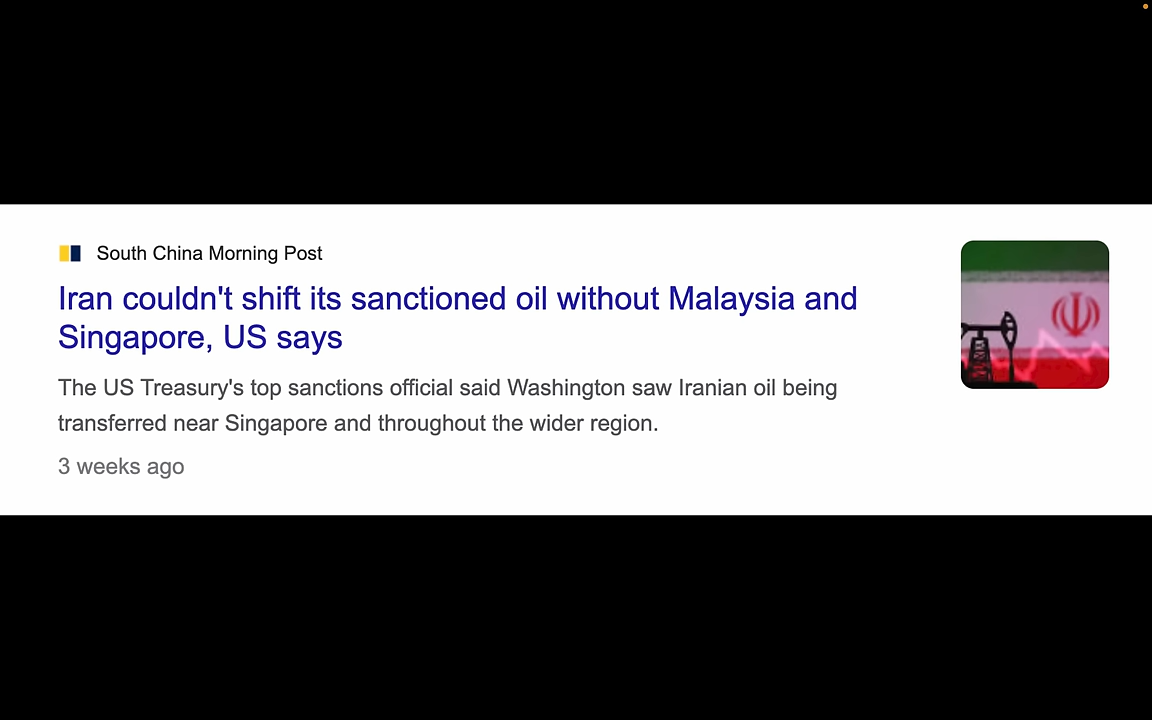 South China Morning Post
Iran couldn't shift its sanctioned oil without Malaysia and
Singapore, US says
The US Treasury's top sanctions official said Washington saw Iranian oil being
transferred near Singapore and throughout the wider region.
3 weeks ago